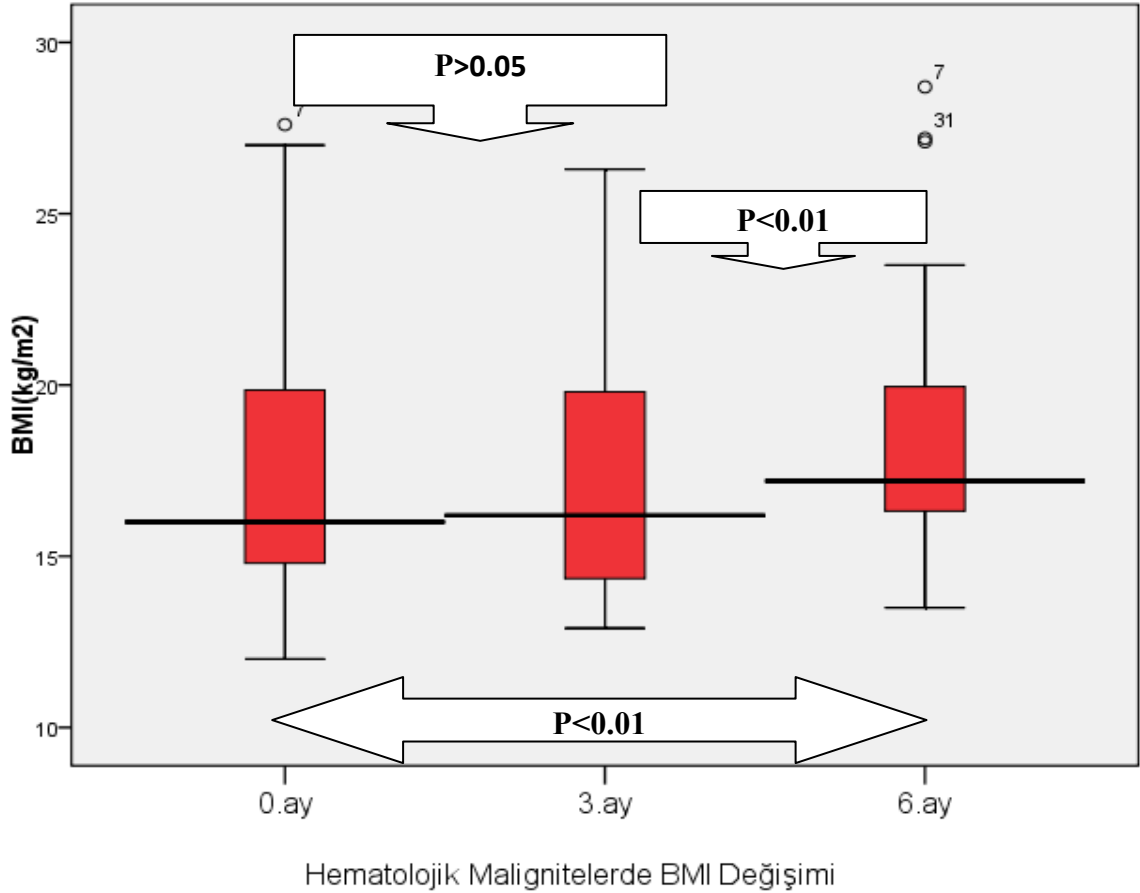 30
P>0.05
7
7
31
25
P<0.01
BMI(kg/m2)
20
15
P<0.01
10
0.ay
3.ay
6.ay
Hematolojik Malignitelerde BMI Değişimi